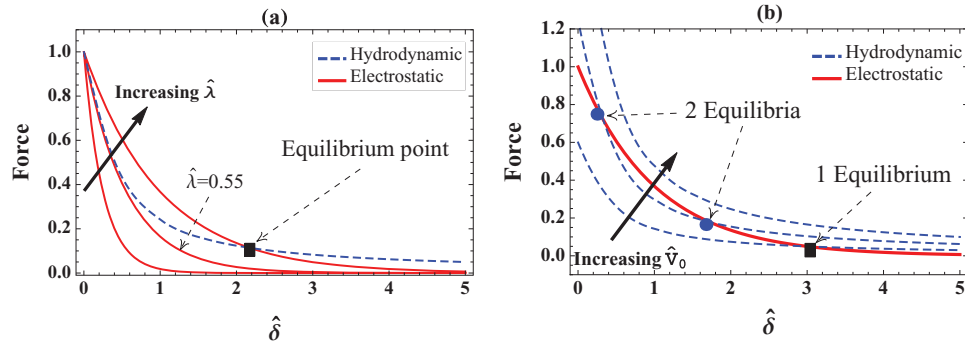 (a)
Hydrodynamic
Electrostatic
Increasing λ̂
Equilibrium point
λ̂=0.55
Force
1.0
0.8
0.6
0.4
0.2
0.0
0 1 2 3 4 5
δ̂
(b)
Hydrodynamic
Electrostatic
2 Equilibria
1 Equilibrium
Increasing V̂₀
Force
1.2
1.0
0.8
0.6
0.4
0.2
0.0
0 1 2 3 4 5
δ̂